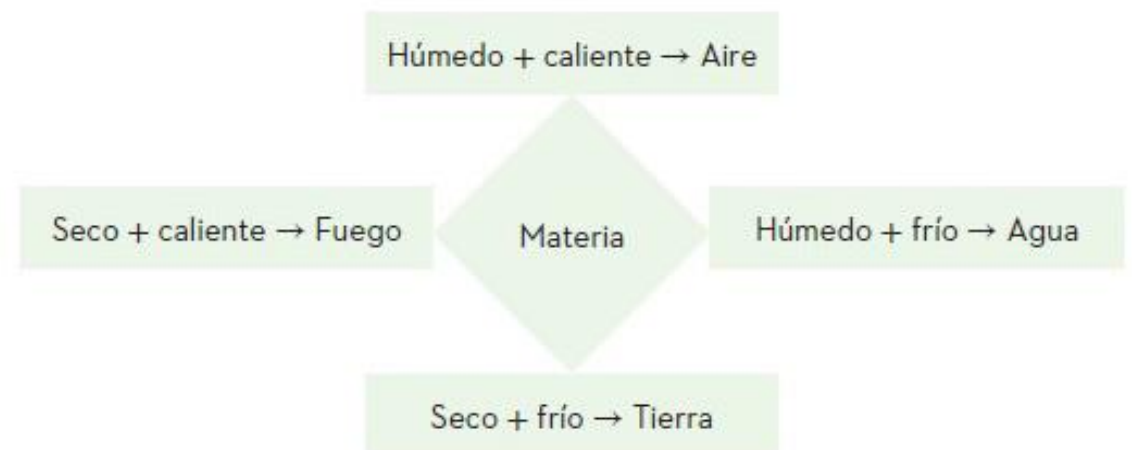 Húmedo + caliente → Aire
Seco + caliente → Fuego
Materia
Húmedo + frío → Agua
Seco + frío → Tierra